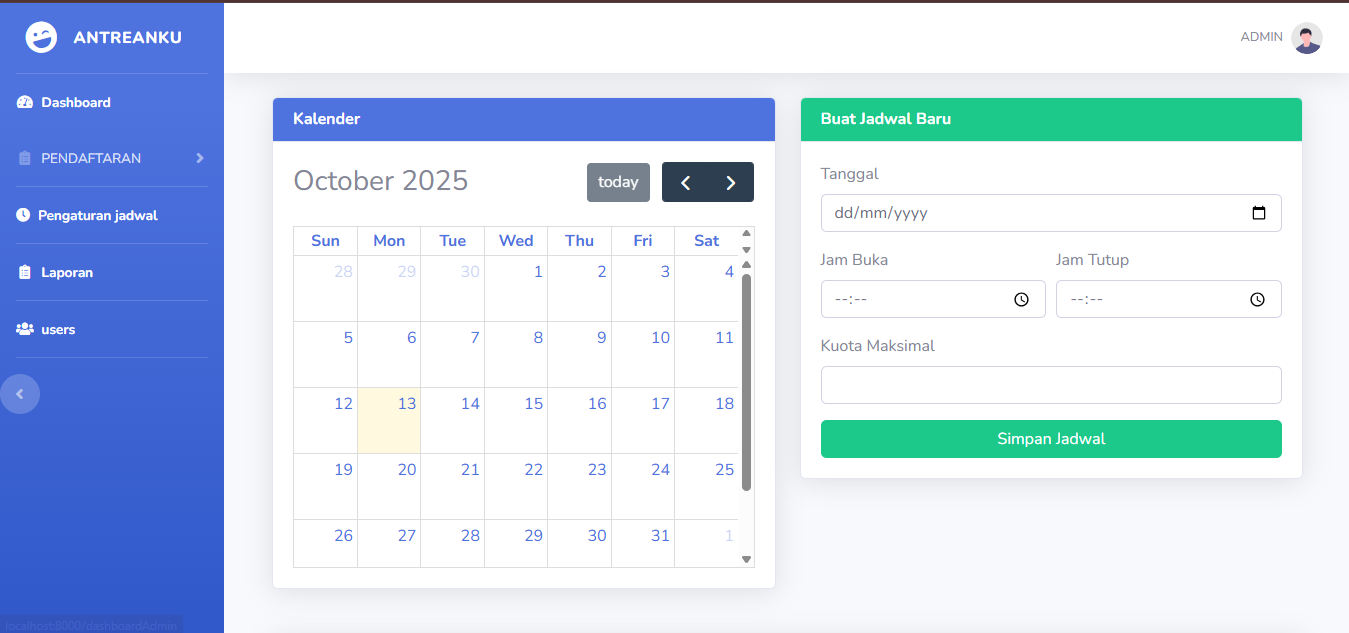 ANTREANKU
Dashboard
PENDAFTARAN
Pengaturan jadwal
Laporan
users
localhost:8000/dashboardAdmin
ADMIN
Kalender
October 2025
today
Sun Mon Tue Wed Thu Fri Sat
28 29 30 1 2 3 4
5 6 7 8 9 10 11
12 13 14 15 16 17 18
19 20 21 22 23 24 25
26 27 28 29 30 31 1
Buat Jadwal Baru
Tanggal
dd/mm/yyyy
Jam Buka Jam Tutup
--:-- --:--
Kuota Maksimal
Simpan Jadwal